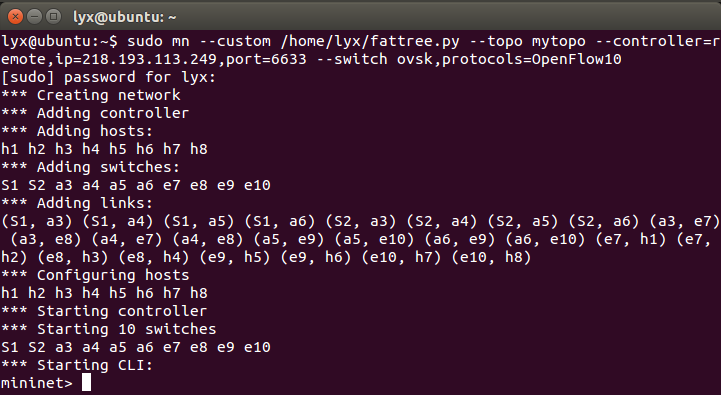 lyx@ubuntu: ~
lyx@ubuntu:~$ sudo mn --custom /home/lyx/fattree.py --topo mytopo --controller=r
emote,ip=218.193.113.249,port=6633 --switch ovsk,protocols=OpenFlow10
[sudo] password for lyx:
*** Creating network
*** Adding controller
*** Adding hosts:
h1 h2 h3 h4 h5 h6 h7 h8
*** Adding switches:
S1 S2 a3 a4 a5 a6 e7 e8 e9 e10
*** Adding links:
(S1, a3) (S1, a4) (S1, a5) (S1, a6) (S2, a3) (S2, a4) (S2, a5) (S2, a6) (a3, e7)
(a3, e8) (a4, e7) (a4, e8) (a5, e9) (a5, e10) (a6, e9) (a6, e10) (e7, h1) (e7,
h2) (e8, h3) (e8, h4) (e9, h5) (e9, h6) (e10, h7) (e10, h8)
*** Configuring hosts
h1 h2 h3 h4 h5 h6 h7 h8
*** Starting controller
*** Starting 10 switches
S1 S2 a3 a4 a5 a6 e7 e8 e9 e10
*** Starting CLI:
mininet>